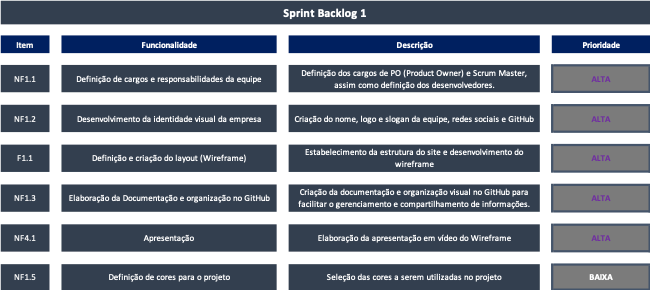 Sprint Backlog 1
Item Funcionalidade Descrição Prioridade
NF1.1 Definição de cargos e responsabilidades da equipe Definição dos cargos de PO (Product Owner) e Scrum Master, ALTA
assim como definição dos desenvolvedores.
NF1.2 Desenvolvimento da Identidade visual da empresa Criação do nome, logo e slogan da equipe, redes sociais e GitHub ALTA
F1.1 Definição e criação do layout (Wireframe) Estabelecimento da estrutura do site e desenvolvimento do ALTA
wireframe
NF1.3 Elaboração da Documentação e organização no GitHub Criação da documentação e organização visual no GitHub para ALTA
facilitar o gerenciamento e compartilhamento de informações.
NF4.1 Apresentação Elaboração da apresentação em vídeo do Wireframe ALTA
NF1.5 Definição de cores para o projeto Seleção das cores a serem utilizadas no projeto BAIXA